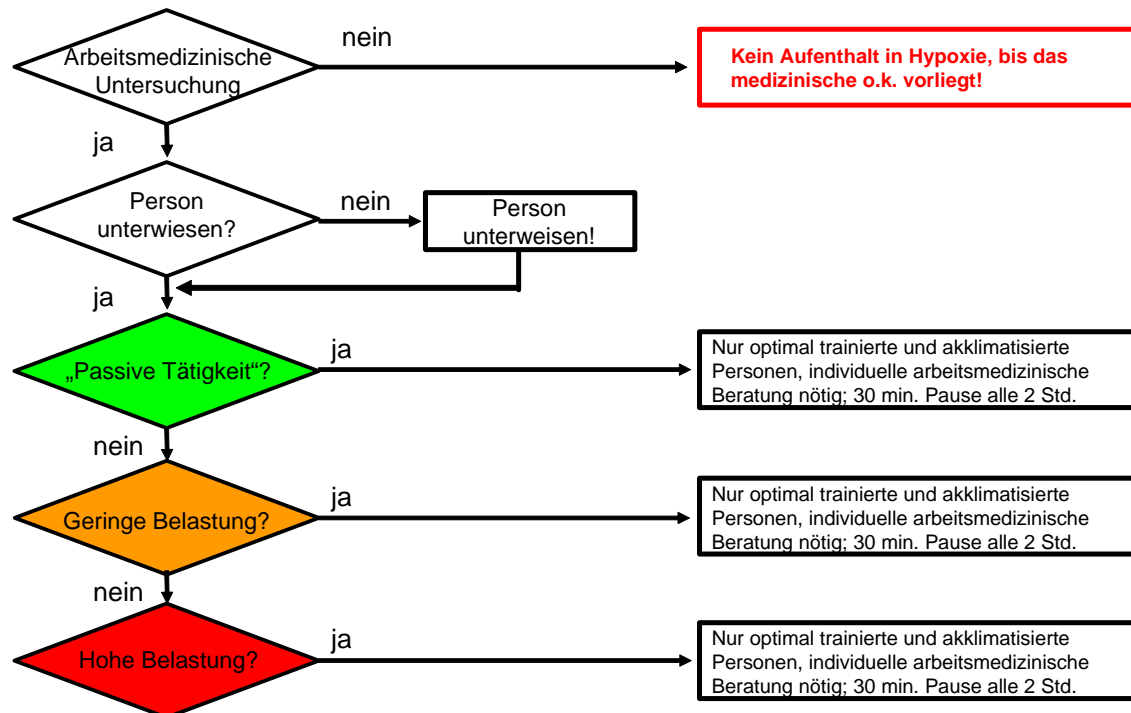 nein
Arbeitsmedizinische
Untersuchung
Kein Aufenthalt in Hypoxie, bis das
medizinische o.k. vorliegt!
ja
Person
unterwiesen?
nein
Person
unterweisen!
ja
„Passive Tätigkeit“?
ja
Nur optimal trainierte und akklimatisierte
Personen, individuelle arbeitsmedizinische
Beratung nötig; 30 min. Pause alle 2 Std.
nein
Geringe Belastung?
ja
Nur optimal trainierte und akklimatisierte
Personen, individuelle arbeitsmedizinische
Beratung nötig; 30 min. Pause alle 2 Std.
nein
Hohe Belastung?
ja
Nur optimal trainierte und akklimatisierte
Personen, individuelle arbeitsmedizinische
Beratung nötig; 30 min. Pause alle 2 Std.